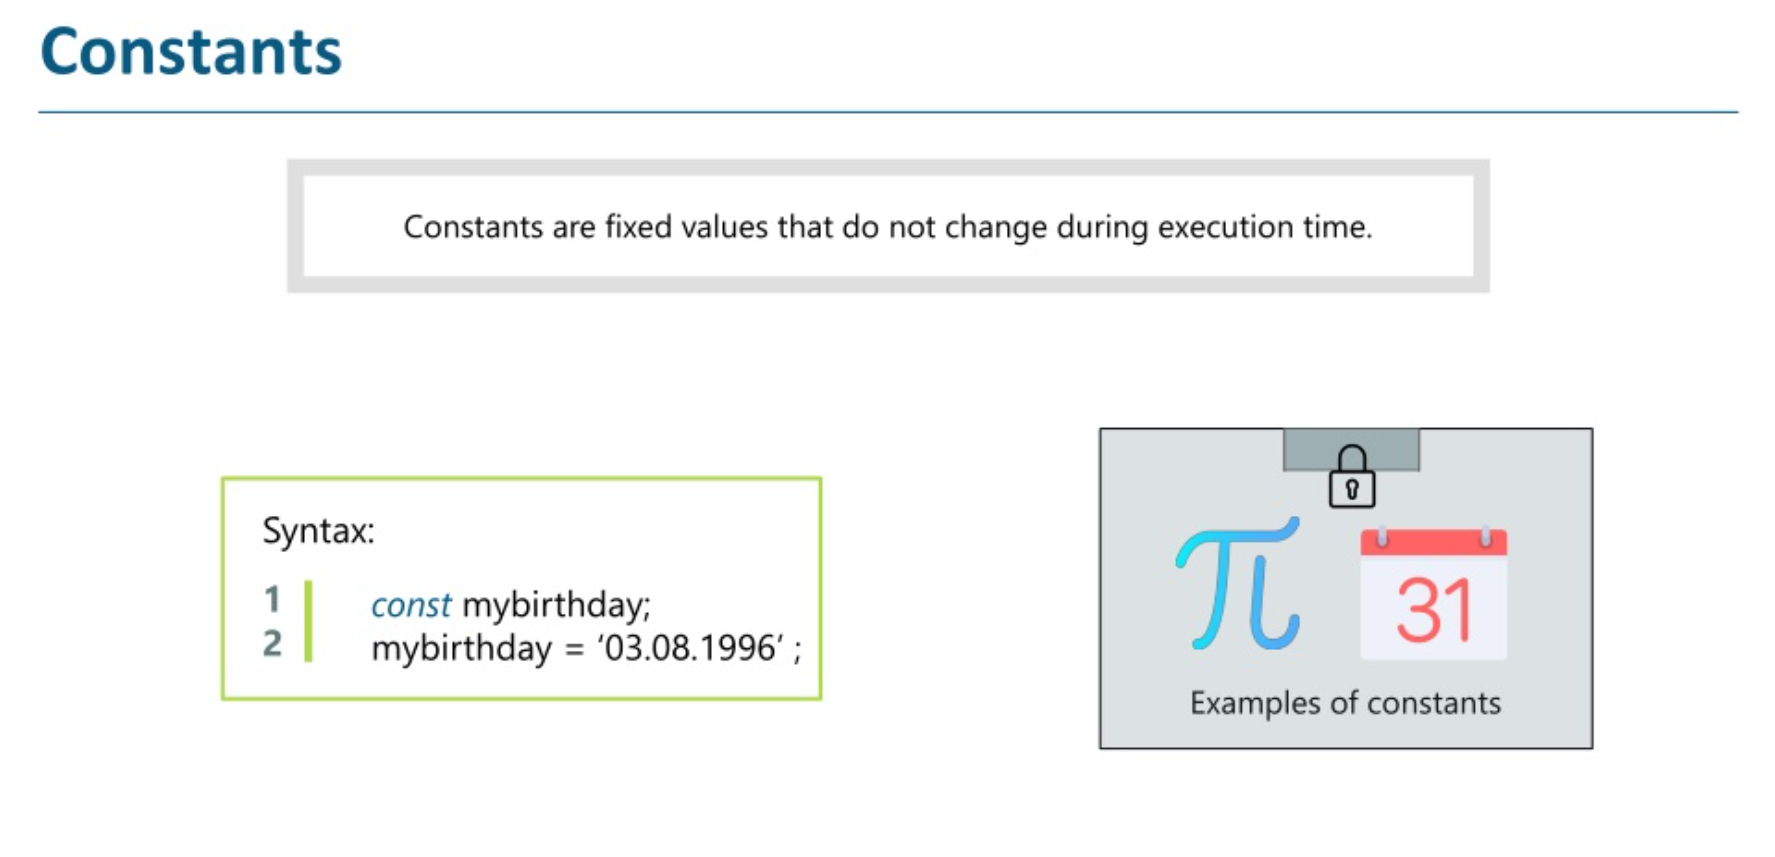 Constants
Constants are fixed values that do not change during execution time.
Syntax:
1 const mybirthday;
2 mybirthday = ‘03.08.1996’ ;
π 31
Examples of constants